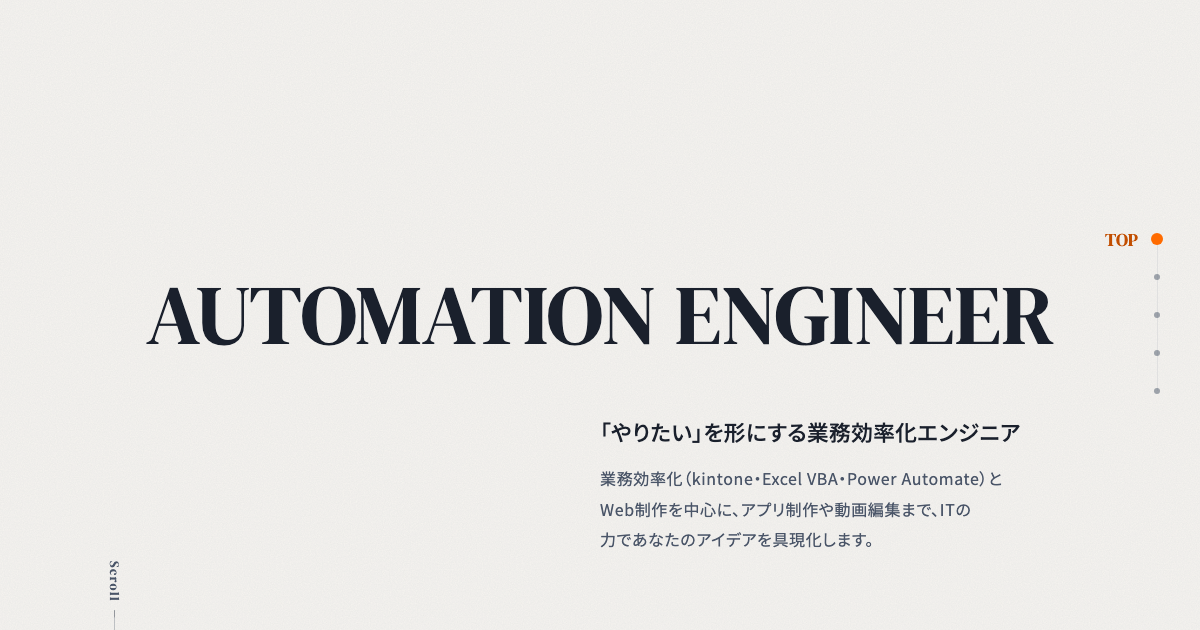 TOP
AUTOMATION ENGINEER
「やりたい」を形にする業務効率化エンジニア
業務効率化（kintone・Excel VBA・Power Automate）と
Web制作を中心に、アプリ制作や動画編集まで、ITの
力であなたのアイデアを具現化します。
Scroll